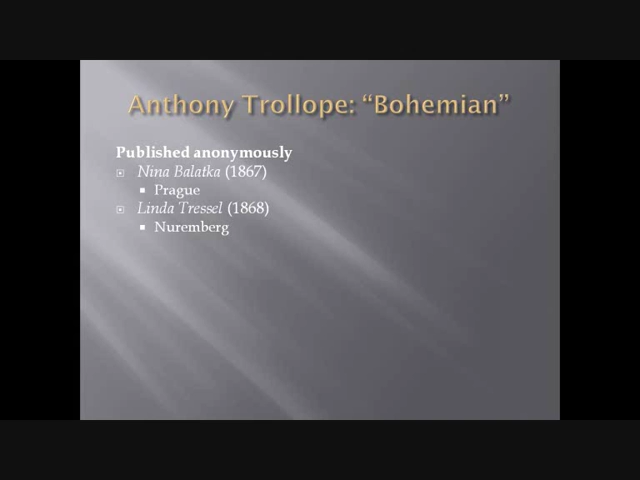 Anthony Trollope: “Bohemian”
Published anonymously
Nina Balatka (1867)
Prague
Linda Tressel (1868)
Nuremberg